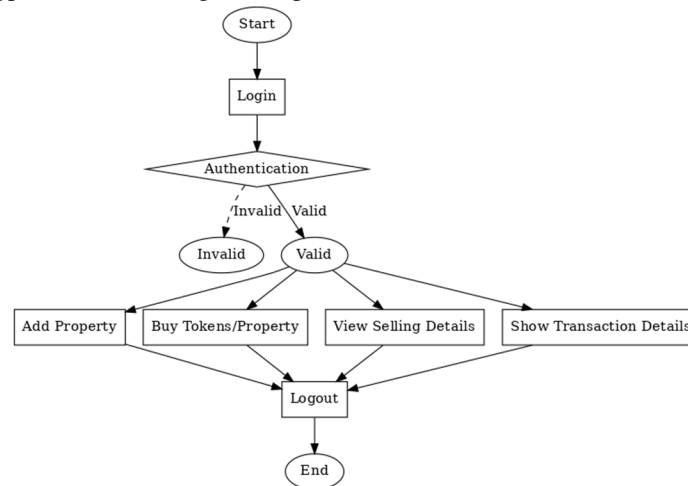 Start
Login
Authentication
Invalid
Valid
Invalid
Valid
Add Property
Buy Tokens/Property
View Selling Details
Show Transaction Details
Logout
End